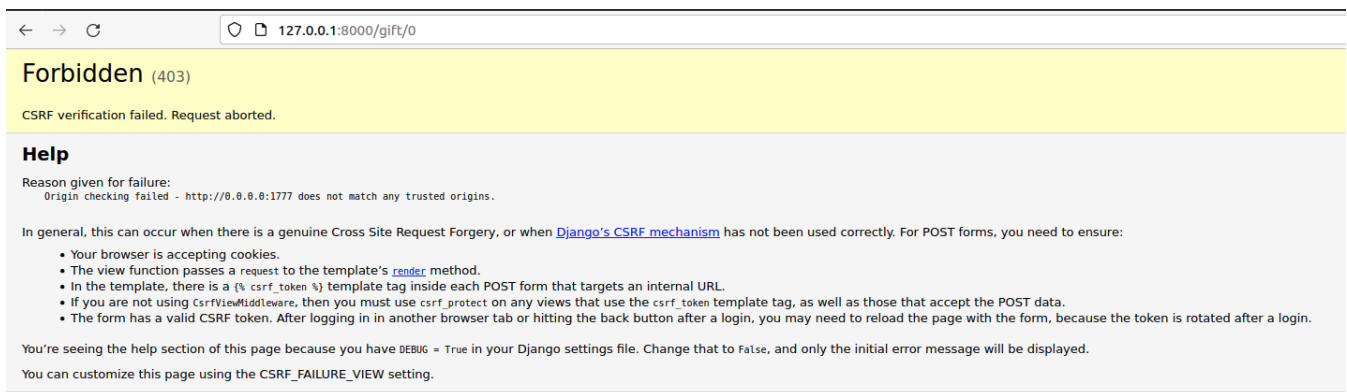 127.0.0.1:8000/gift/0
Forbidden (403)
CSRF verification failed. Request aborted.
Help
Reason given for failure:
Origin checking failed - http://0.0.0.0:1777 does not match any trusted origins.
In general, this can occur when there is a genuine Cross Site Request Forgery, or when Django's CSRF mechanism has not been used correctly. For POST forms, you need to ensure:
• Your browser is accepting cookies.
• The view function passes a request to the template's render method.
• In the template, there is a {% csrf_token %} template tag inside each POST form that targets an internal URL.
• If you are not using CsrfViewMiddleware, then you must use csrf_protect on any views that use the csrf_token template tag, as well as those that accept the POST data.
• The form has a valid CSRF token. After logging in in another browser tab or hitting the back button after a login, you may need to reload the page with the form, because the token is rotated after a login.
You're seeing the help section of this page because you have DEBUG = True in your Django settings file. Change that to False, and only the initial error message will be displayed.
You can customize this page using the CSRF_FAILURE_VIEW setting.